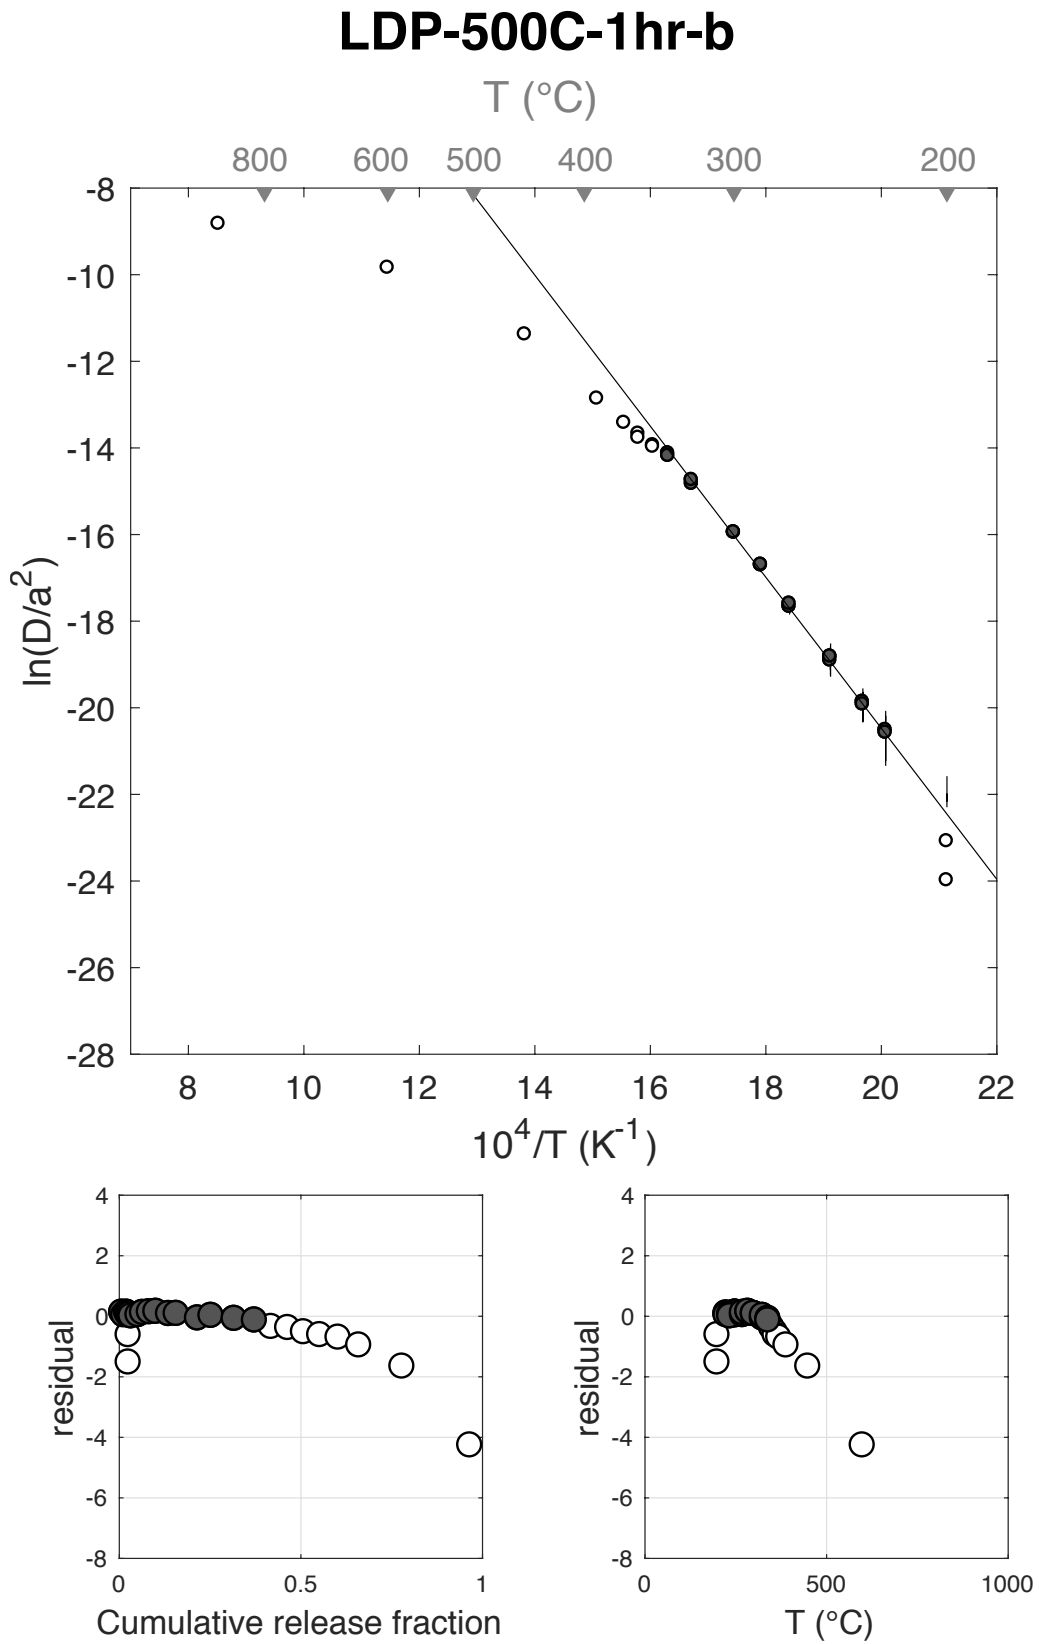 LDP-500C-1hr-b
T (°C)
800 600 500 400 300 200
-8
-10
-12
-14
-16
-18
-20
-22
-24
-26
-28
ln(D/a²)
8 10 12 14 16 18 20 22
10⁴/T (K⁻¹)
4
2
0
-2
-4
-6
-8
residual
0 0.5 1
Cumulative release fraction
4
2
0
-2
-4
-6
-8
residual
0 500 1000
T (°C)